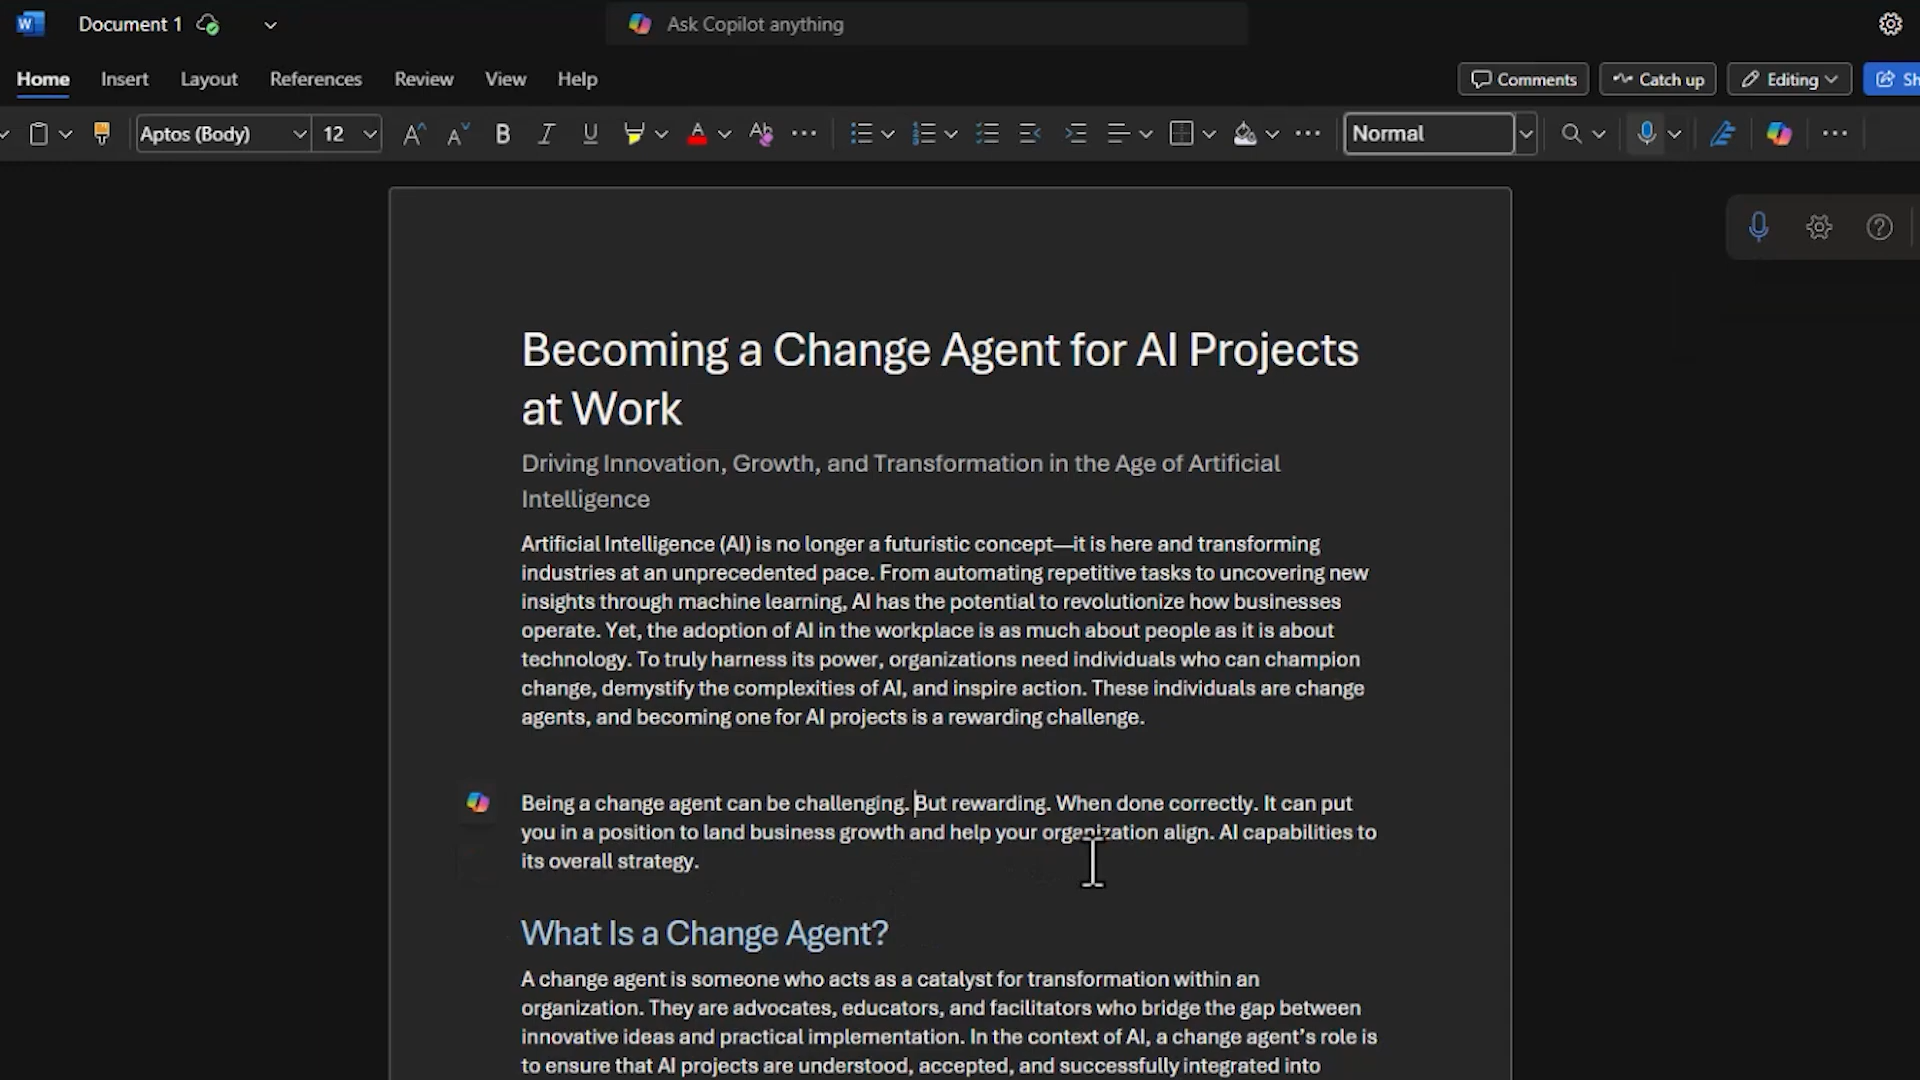 Document 1
Ask Copilot anything
Home Insert Layout References Review View Help
Comments Catch up Editing Sh
Aptos (Body) 12 Normal
Becoming a Change Agent for AI Projects
at Work
Driving Innovation, Growth, and Transformation in the Age of Artificial
Intelligence
Artificial Intelligence (AI) is no longer a futuristic concept—it is here and transforming
industries at an unprecedented pace. From automating repetitive tasks to uncovering new
insights through machine learning, AI has the potential to revolutionize how businesses
operate. Yet, the adoption of AI in the workplace is as much about people as it is about
technology. To truly harness its power, organizations need individuals who can champion
change, demystify the complexities of AI, and inspire action. These individuals are change
agents, and becoming one for AI projects is a rewarding challenge.
Being a change agent can be challenging. But rewarding. When done correctly. It can put
you in a position to land business growth and help your organization align. AI capabilities to
its overall strategy.
What Is a Change Agent?
A change agent is someone who acts as a catalyst for transformation within an
organization. They are advocates, educators, and facilitators who bridge the gap between
innovative ideas and practical implementation. In the context of AI, a change agent's role is
to ensure that AI projects are understood, accepted, and successfully integrated into